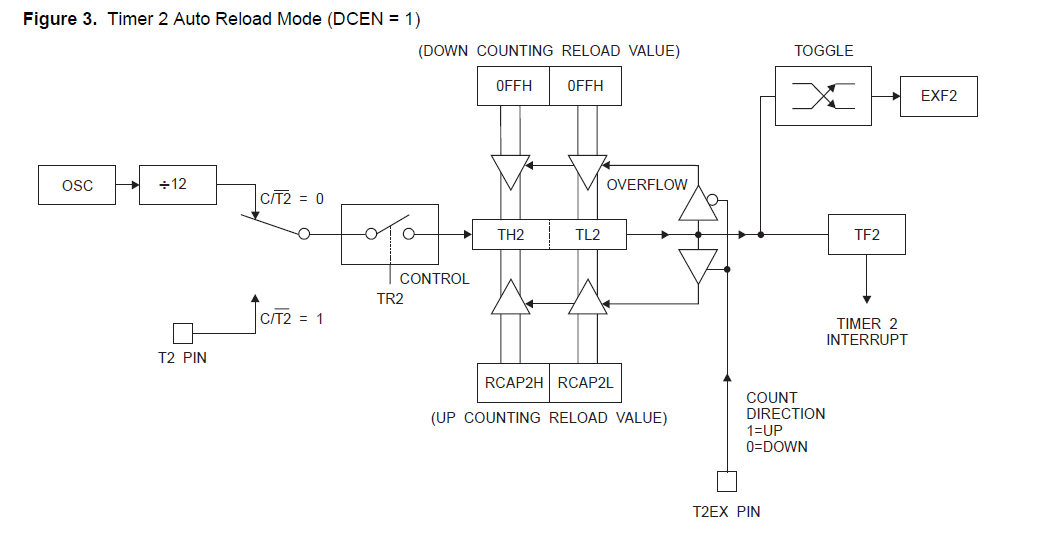 Figure 3. Timer 2 Auto Reload Mode (DCEN = 1)
(DOWN COUNTING RELOAD VALUE)
TOGGLE
0FFH 0FFH
EXF2
OSC
÷12
C/T2̅ = 0
OVERFLOW
TH2 TL2
TF2
CONTROL
TR2
C/T2̅ = 1
T2 PIN
TIMER 2
INTERRUPT
RCAP2H RCAP2L
(UP COUNTING RELOAD VALUE)
COUNT
DIRECTION
1=UP
0=DOWN
T2EX PIN